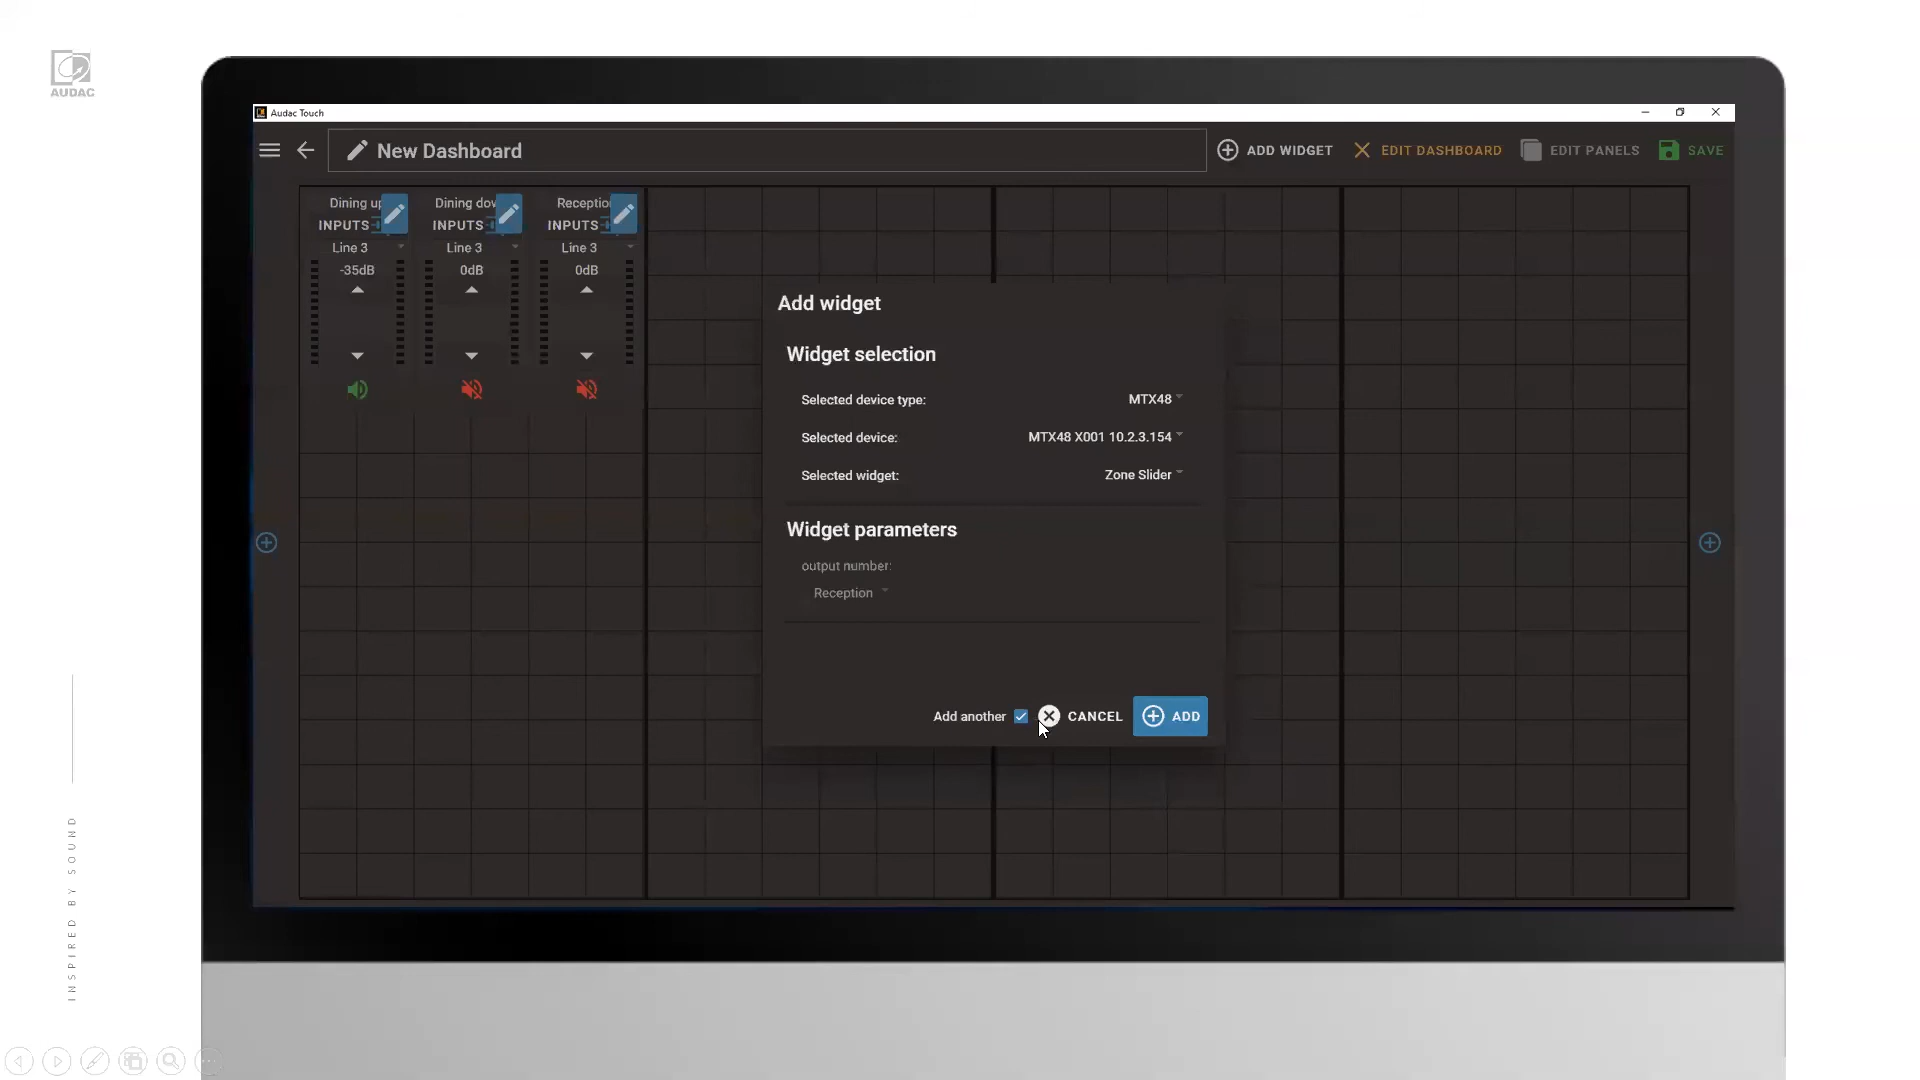 AUDAC
Audac Touch
New Dashboard
ADD WIDGET
EDIT DASHBOARD
EDIT PANELS
SAVE
Dining
INPUTS
Line 3
-35dB
Dining
INPUTS
Line 3
0dB
Receptio
INPUTS
Line 3
0dB
Add widget
Widget selection
Selected device type: MTX48
Selected device: MTX48 X001 10.2.3.154
Selected widget: Zone Slider
Widget parameters
output number:
Reception
Add another
CANCEL
ADD
INSPIRED BY SOUND